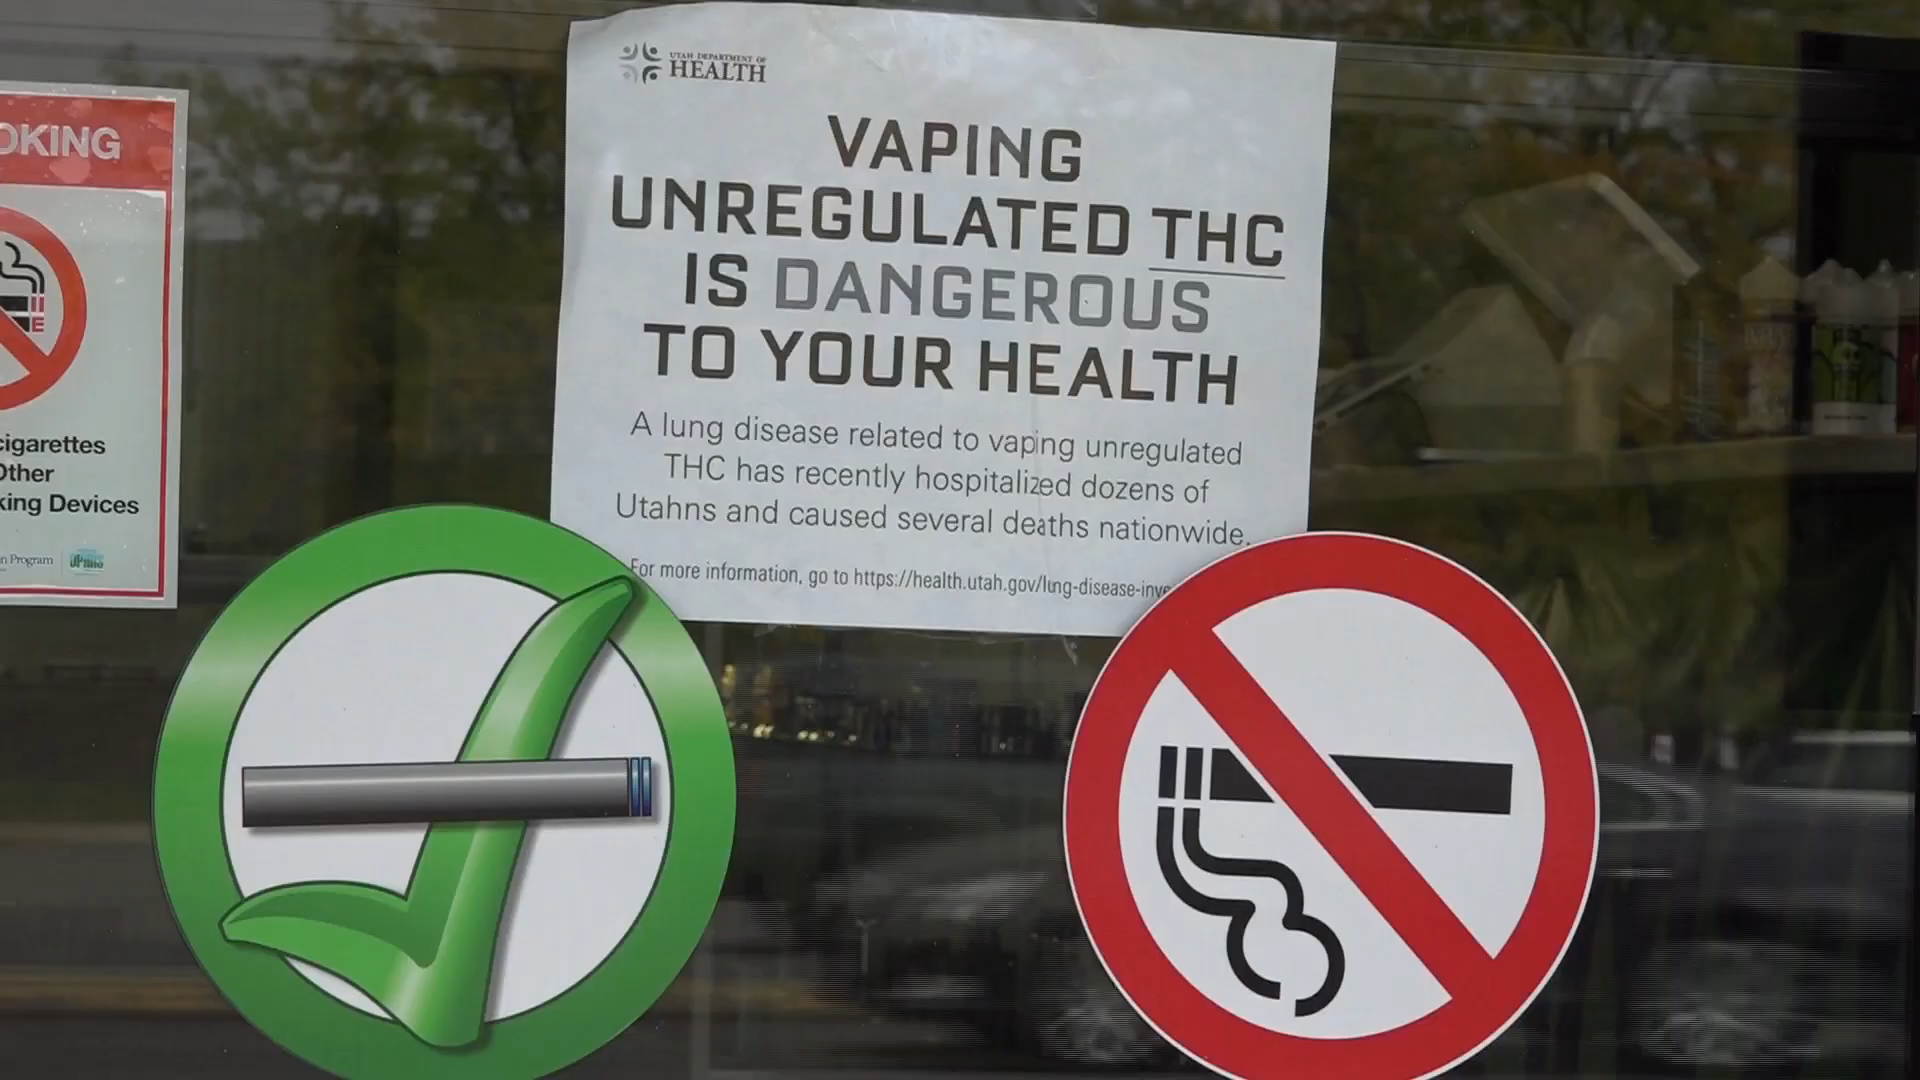 UTAH DEPARTMENT OF
HEALTH
VAPING
UNREGULATED THC
IS DANGEROUS
TO YOUR HEALTH
A lung disease related to vaping unregulated
THC has recently hospitalized dozens of
Utahns and caused several deaths nationwide.
For more information, go to https://health.utah.gov/lung-disease-inve
OKING
cigarettes
Other
king Devices
n Program